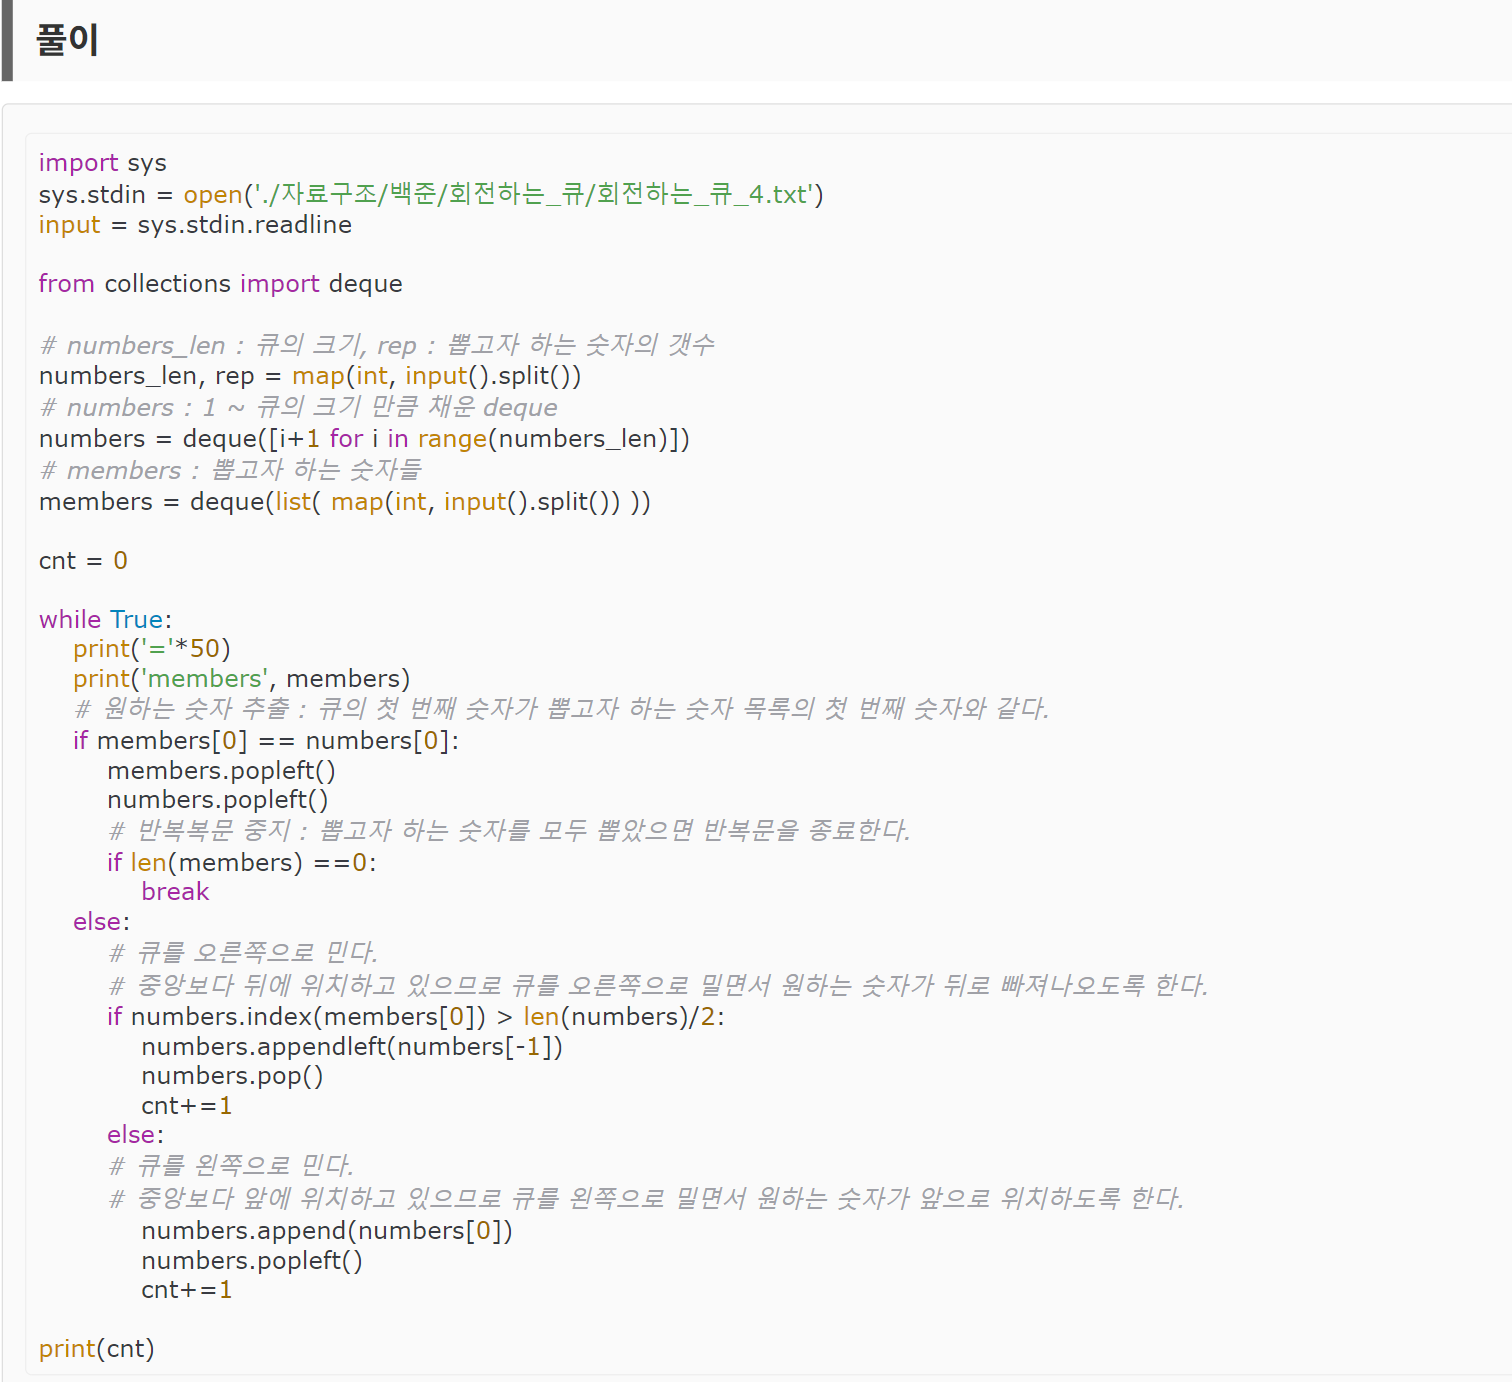 풀이
import sys
sys.stdin = open('./자료구조/백준/회전하는_큐/회전하는_큐_4.txt')
input = sys.stdin.readline
from collections import deque
# numbers_len : 큐의 크기, rep : 뽑고자 하는 숫자의 갯수
numbers_len, rep = map(int, input().split())
# numbers : 1 ~ 큐의 크기 만큼 채운 deque
numbers = deque([i+1 for i in range(numbers_len)])
# members : 뽑고자 하는 숫자들
members = deque(list( map(int, input().split()) ))
cnt = 0
while True:
    print('='*50)
    print('members', members)
    # 원하는 숫자 추출 : 큐의 첫 번째 숫자가 뽑고자 하는 숫자 목록의 첫 번째 숫자와 같다.
    if members[0] == numbers[0]:
        members.popleft()
        numbers.popleft()
        # 반복복문 중지 : 뽑고자 하는 숫자를 모두 뽑았으면 반복문을 종료한다.
        if len(members) ==0:
            break
    else:
        # 큐를 오른쪽으로 민다.
        # 중앙보다 뒤에 위치하고 있으므로 큐를 오른쪽으로 밀면서 원하는 숫자가 뒤로 빠져나오도록 한다.
        if numbers.index(members[0]) > len(numbers)/2:
            numbers.appendleft(numbers[-1])
            numbers.pop()
            cnt+=1
        else:
        # 큐를 왼쪽으로 민다.
        # 중앙보다 앞에 위치하고 있으므로 큐를 왼쪽으로 밀면서 원하는 숫자가 앞으로 위치하도록 한다.
            numbers.append(numbers[0])
            numbers.popleft()
            cnt+=1
print(cnt)